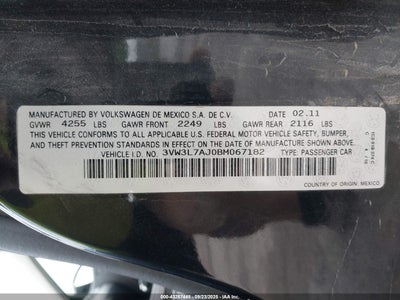 MANUFACTURED BY VOLKSWAGEN DE MEXICO S.A. DE C.V. DATE 02.11
GVWR 4255 LBS GAWR FRONT 2249 LBS GAWR REAR 2116 LBS
THIS VEHICLE CONFORMS TO ALL APPLICABLE U.S. FEDERAL MOTOR VEHICLE SAFETY, BUMPER,
AND THEFT PREVENTION STANDARDS IN EFFECT ON THE DATE OF MANUFACTURE SHOWN ABOVE.
VEHICLE I.D. NO.: 3VW3L7AJ0BM067182 TYPE: PASSENGER CAR
COUNTRY OF ORIGIN: MEXICO
000-43287445 - 09/23/2025 - IAAI.COM